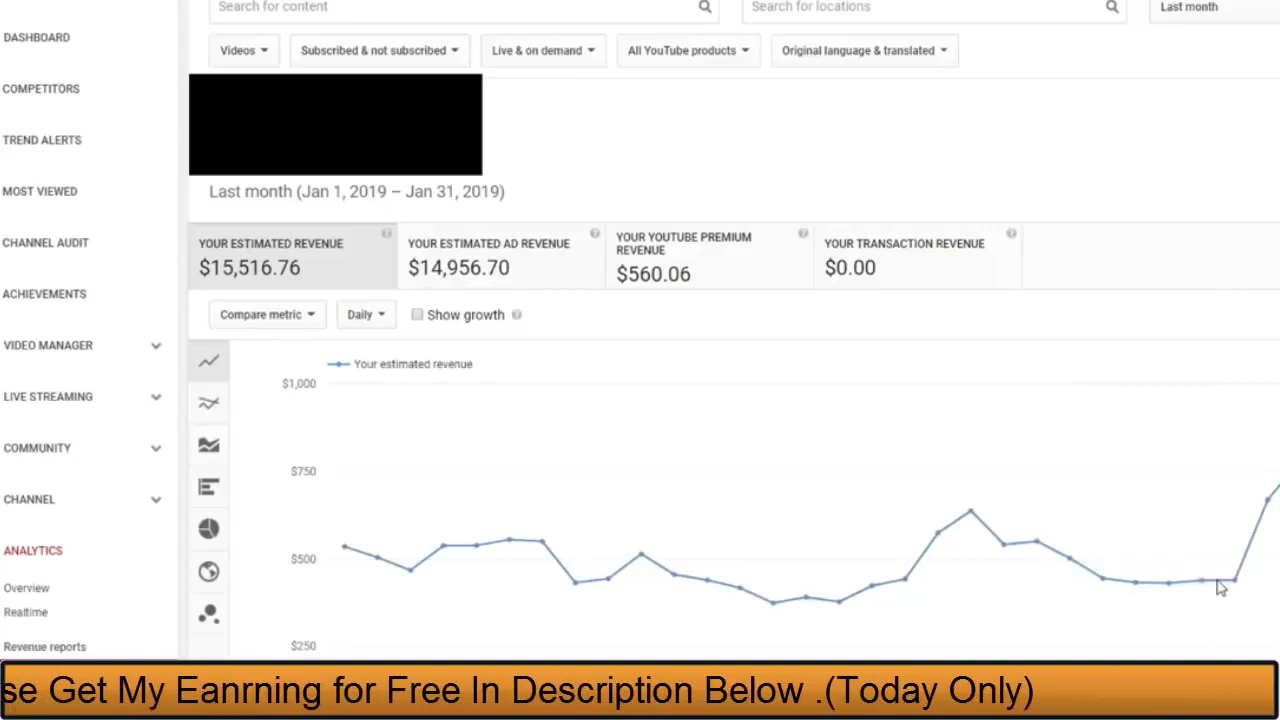 Search for content
Search for locations
Last month
DASHBOARD
Videos
Subscribed & not subscribed
Live & on demand
All YouTube products
Original language & translated
COMPETITORS
TREND ALERTS
MOST VIEWED
Last month (Jan 1, 2019 – Jan 31, 2019)
CHANNEL AUDIT
YOUR ESTIMATED REVENUE
$15,516.76
YOUR ESTIMATED AD REVENUE
$14,956.70
YOUR YOUTUBE PREMIUM
REVENUE
$560.06
YOUR TRANSACTION REVENUE
$0.00
ACHIEVEMENTS
Compare metric
Daily
Show growth
VIDEO MANAGER
LIVE STREAMING
COMMUNITY
CHANNEL
ANALYTICS
Overview
Realtime
Revenue reports
Your estimated revenue
$1,000
$750
$500
$250
se Get My Eanrning for Free In Description Below .(Today Only)